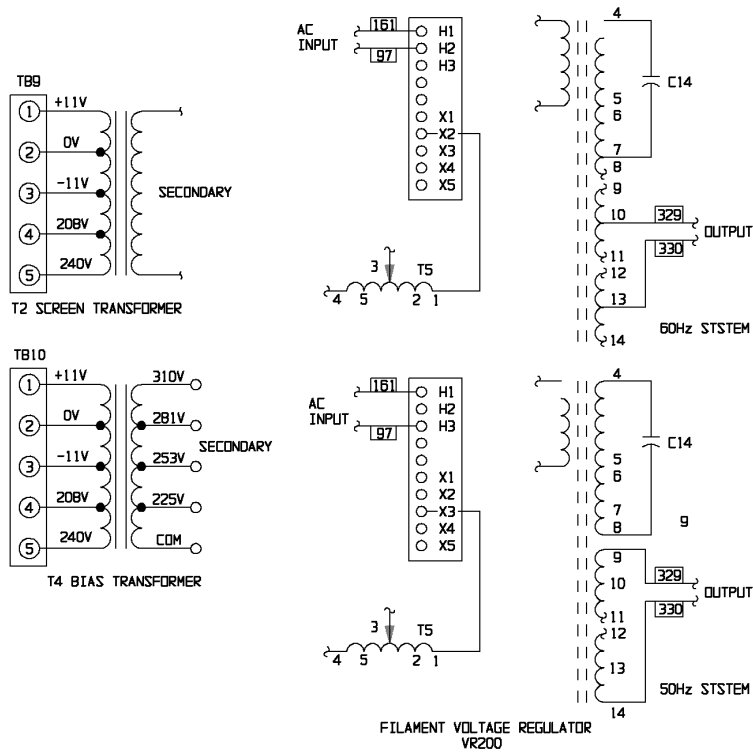 TB9
1 +11V
2 0V
3 -11V
4 208V
5 240V
SECONDARY
T2 SCREEN TRANSFORMER
TB10
1 +11V
2 0V
3 -11V
4 208V
5 240V
310V
281V
253V
225V
COM
SECONDARY
T4 BIAS TRANSFORMER
AC
INPUT
161
97
H1
H2
H3
X1
X2
X3
X4
X5
3
T5
4 5 2 1
4
5
6
7
8
9
10
11
12
13
14
C14
329
330
OUTPUT
60Hz STSTEM
AC
INPUT
161
97
H1
H2
H3
X1
X2
X3
X4
X5
3
T5
4 5 2 1
4
5
6
7
8
9
10
11
12
13
14
C14
9
329
330
OUTPUT
50Hz STSTEM
FILAMENT VOLTAGE REGULATOR
VR200